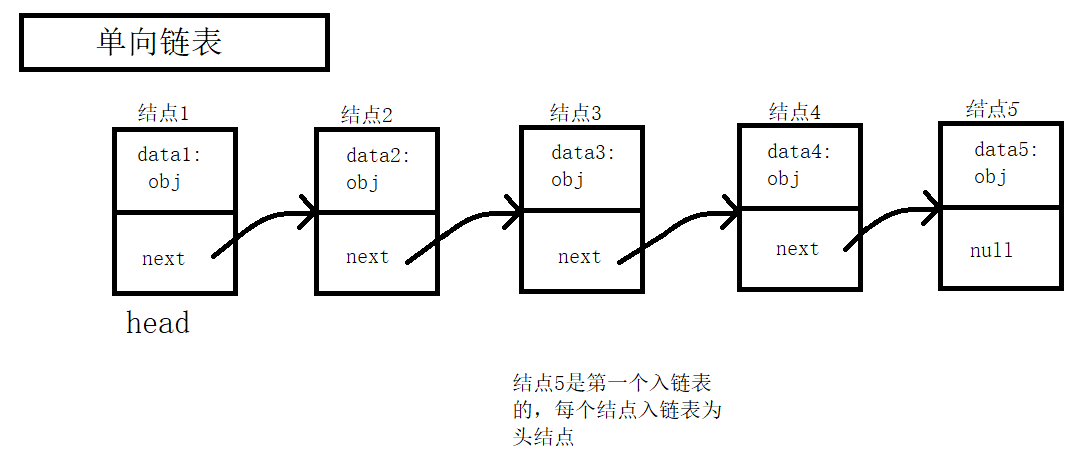 单向链表
结点1
结点2
结点3
结点4
结点5
data1:
obj
data2:
obj
data3:
obj
data4:
obj
data5:
obj
next
next
next
next
null
head
结点5是第一个入链表
的，每个结点入链表为
头结点